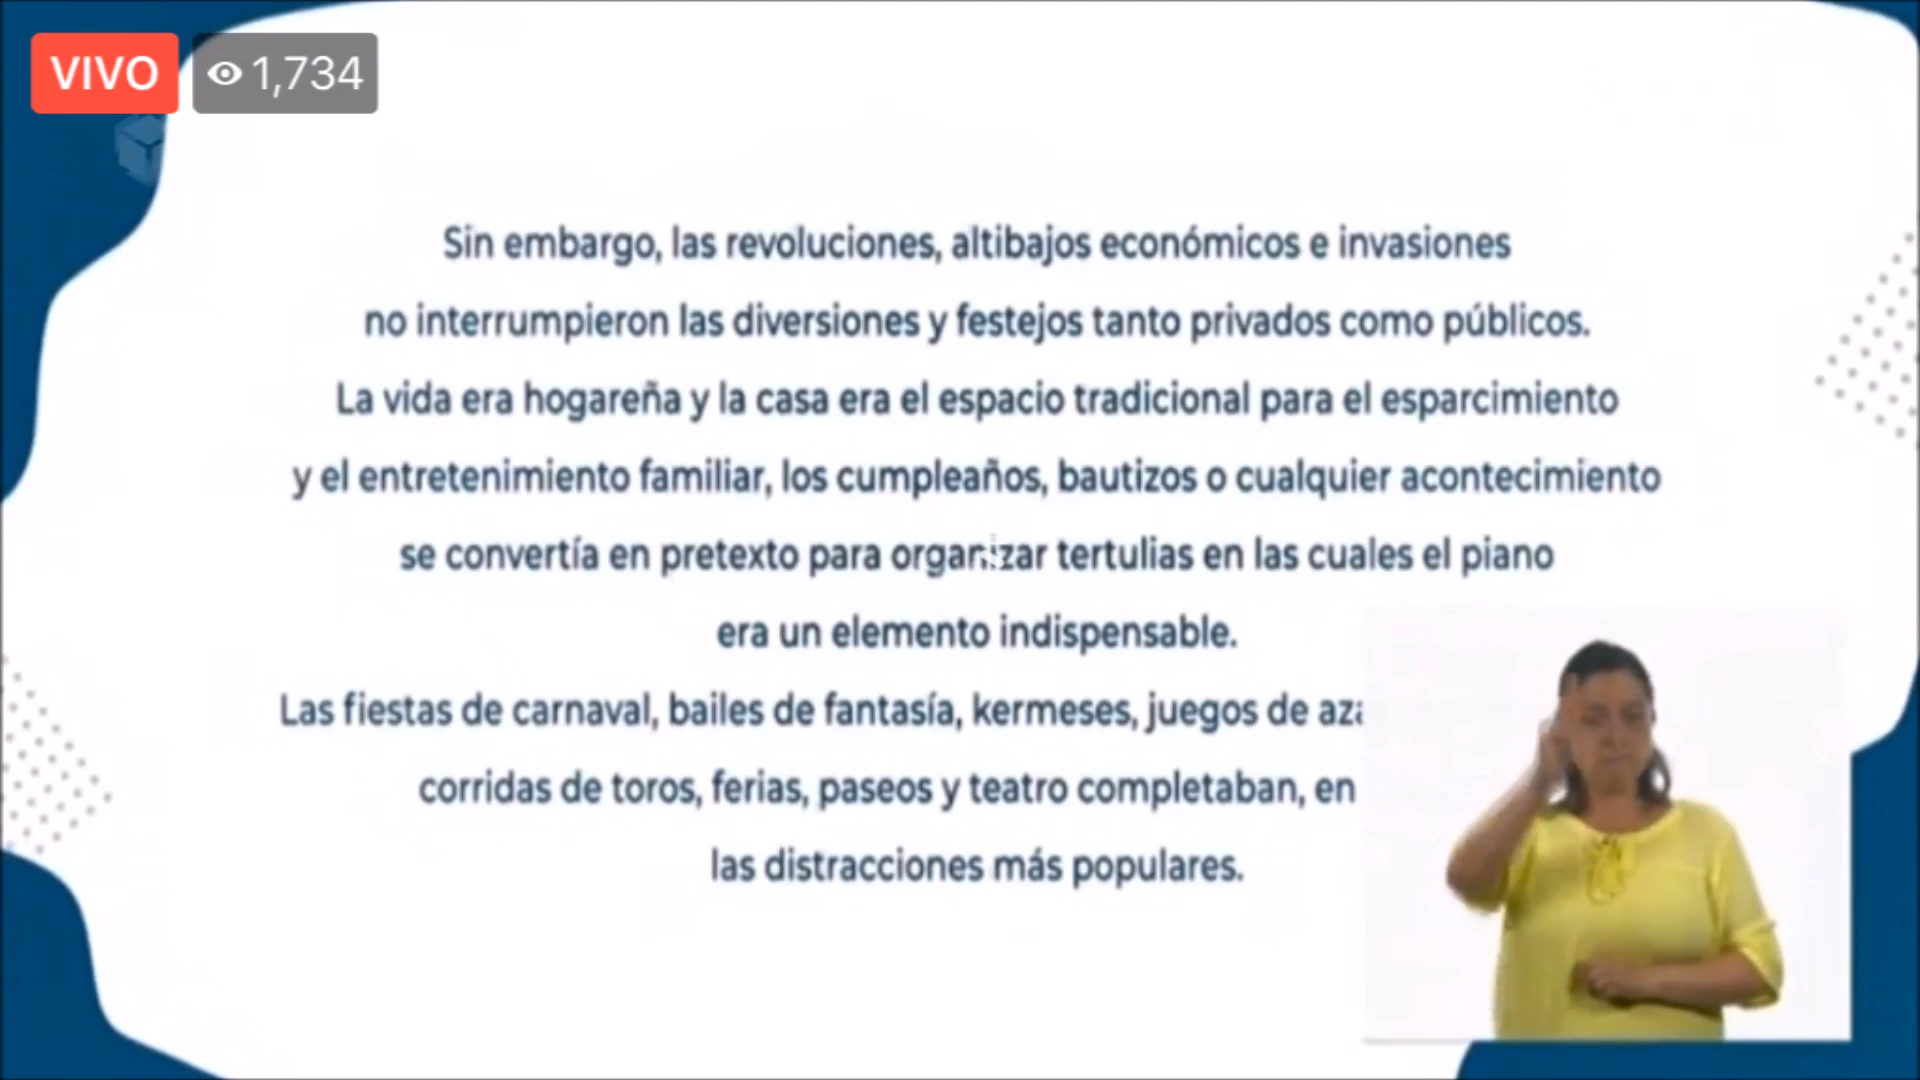 VIVO 1,734
Sin embargo, las revoluciones, altibajos económicos e invasiones
no interrumpieron las diversiones y festejos tanto privados como públicos.
La vida era hogareña y la casa era el espacio tradicional para el esparcimiento
y el entretenimiento familiar, los cumpleaños, bautizos o cualquier acontecimiento
se convertía en pretexto para organizar tertulias en las cuales el piano
era un elemento indispensable.
Las fiestas de carnaval, bailes de fantasía, kermeses, juegos de
corridas de toros, ferias, paseos y teatro completaban, en
las distracciones más populares.